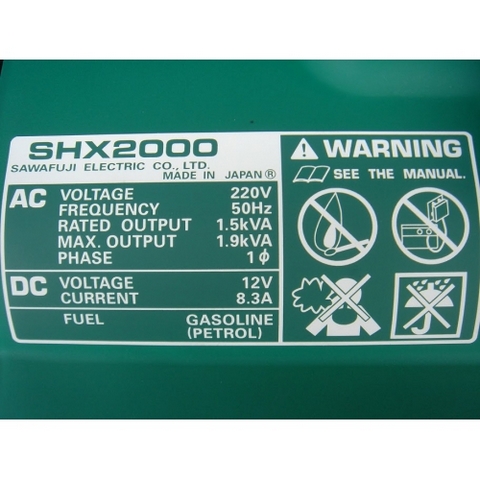 SHX2000
SAWAFUJI ELECTRIC CO., LTD.
MADE IN JAPAN ®
AC VOLTAGE 220V
FREQUENCY 50Hz
RATED OUTPUT 1.5kVA
MAX. OUTPUT 1.9kVA
PHASE 1ϕ
DC VOLTAGE 12V
CURRENT 8.3A
FUEL GASOLINE
(PETROL)
WARNING
SEE THE MANUAL.